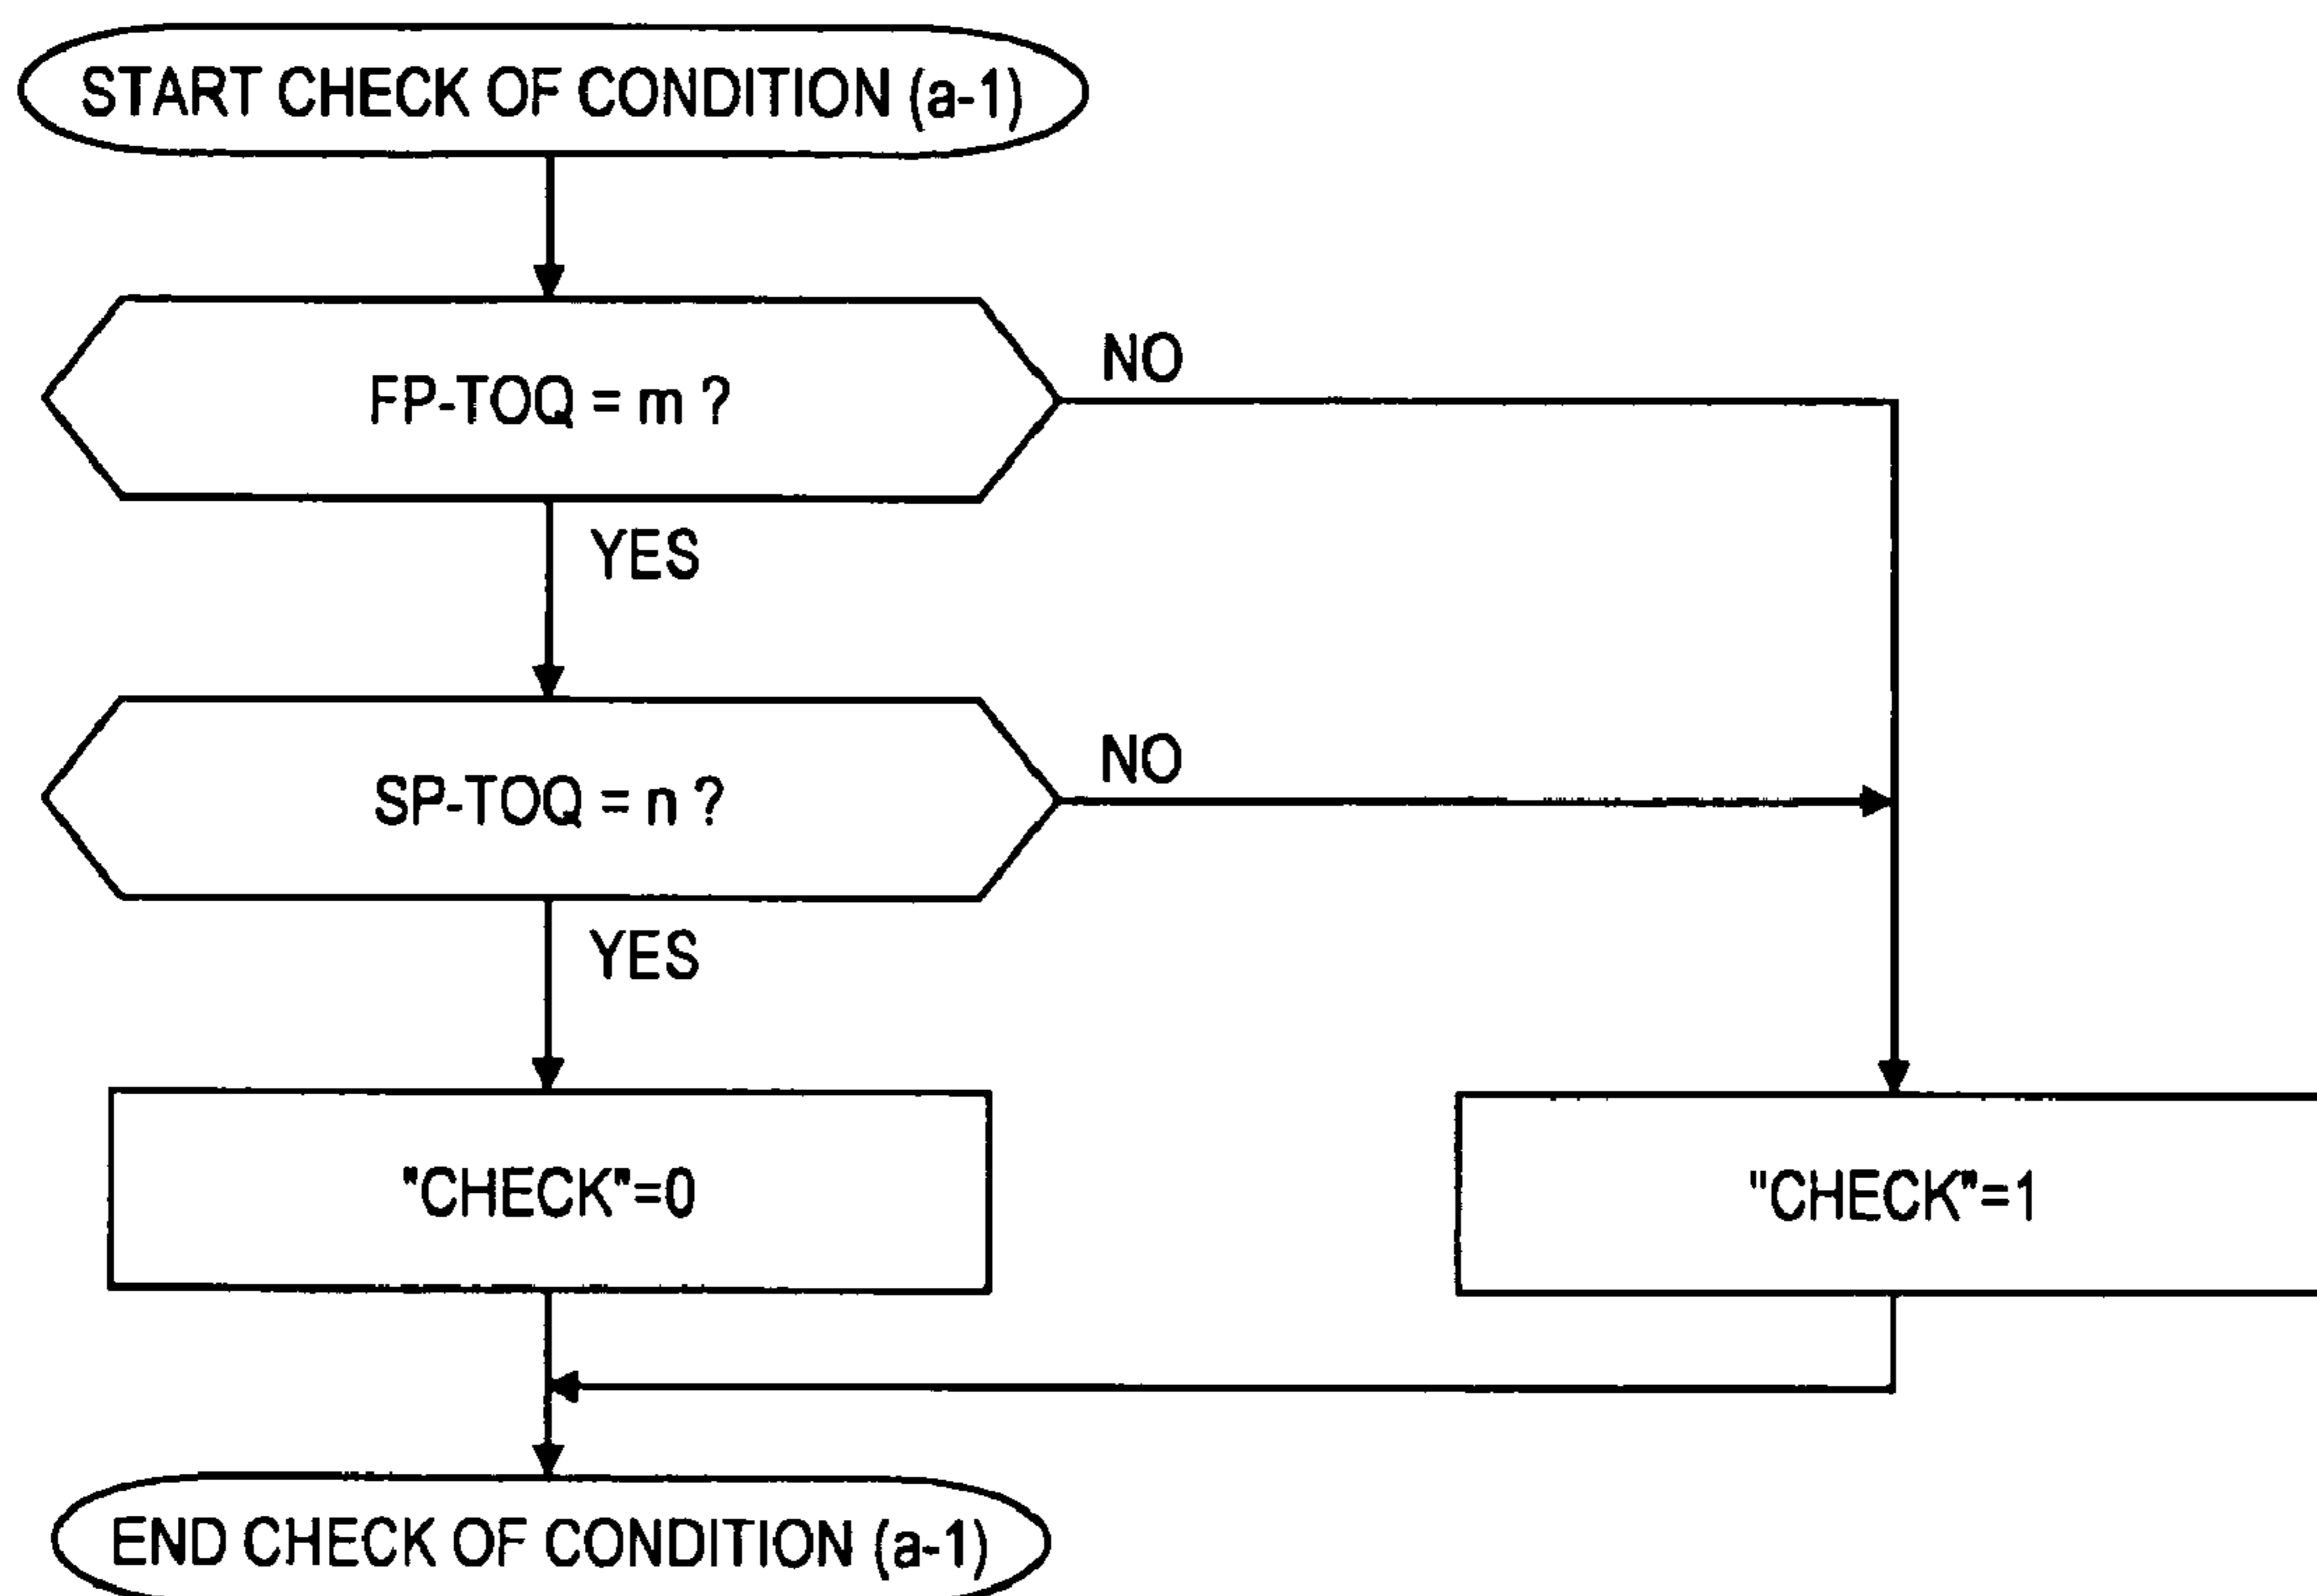 START CHECK OF CONDITION (a-1)
FP-TOQ = m ?
NO
YES
SP-TOQ = n ?
NO
YES
"CHECK"=0
"CHECK"=1
END CHECK OF CONDITION (a-1)